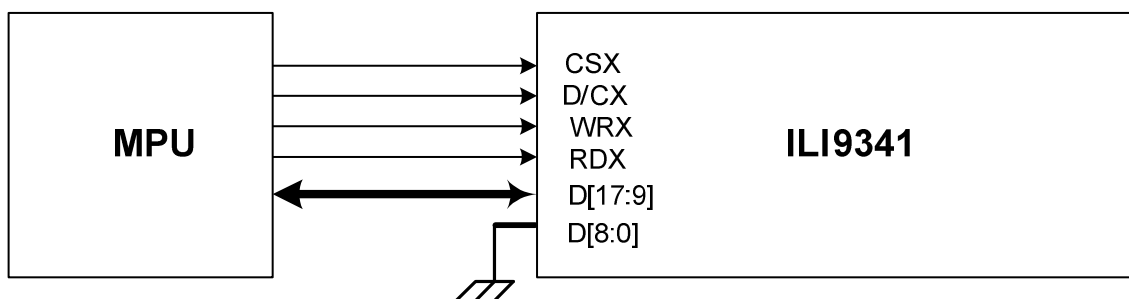 CSX
D/CX
MPU
WRX
ILI9341
RDX
D[17:9]
D[8:0]